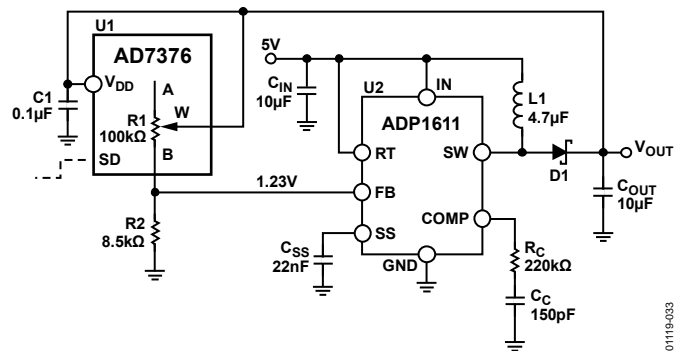 U1
AD7376
VDD
A
C1
0.1µF
R1
100kΩ
W
SD
B
1.23V
R2
8.5kΩ
5V
CIN
10µF
U2
IN
ADP1611
L1
4.7µF
RT
SW
FB
COMP
SS
GND
CSS
22nF
D1
VOUT
COUT
10µF
RC
220kΩ
CC
150pF
01119-033